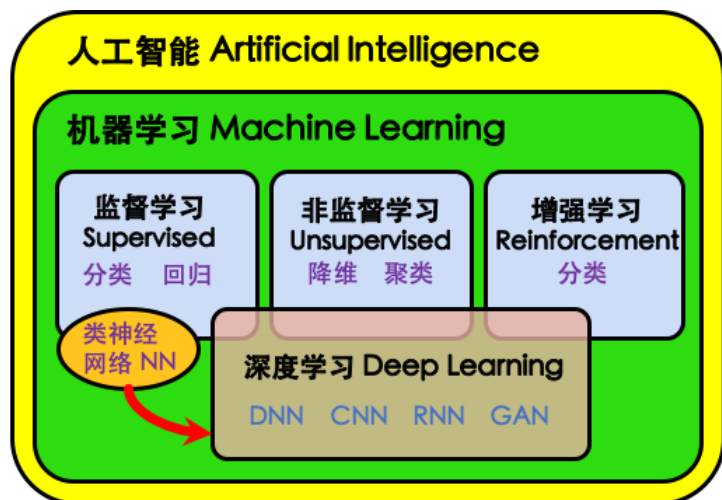 人工智能 Artificial Intelligence
机器学习 Machine Learning
监督学习
Supervised
分类 回归
非监督学习
Unsupervised
降维 聚类
增强学习
Reinforcement
分类
类神经
网络 NN
深度学习 Deep Learning
DNN CNN RNN GAN